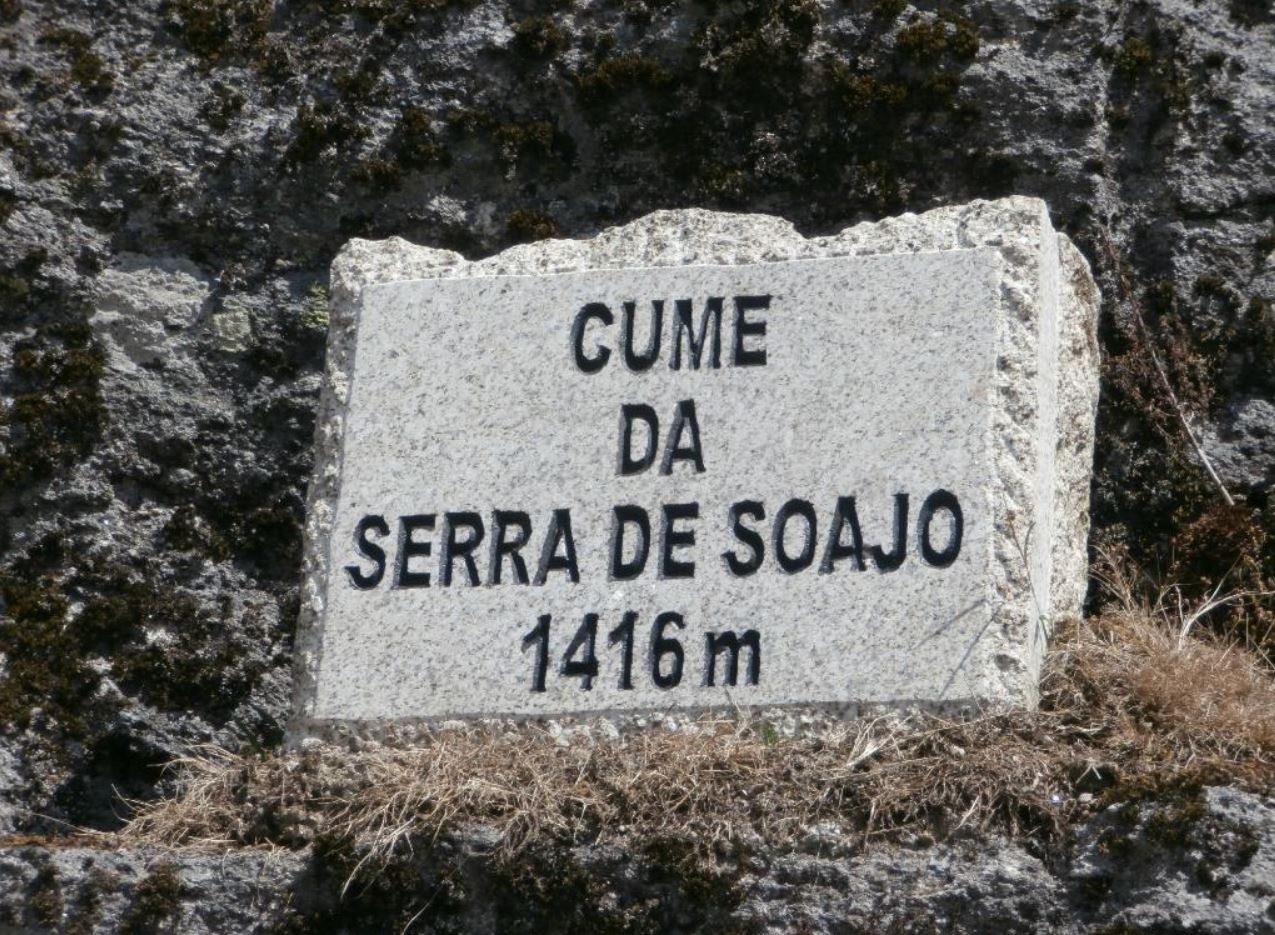 CUME
DA
SERRA DE SOAJO
1416 m